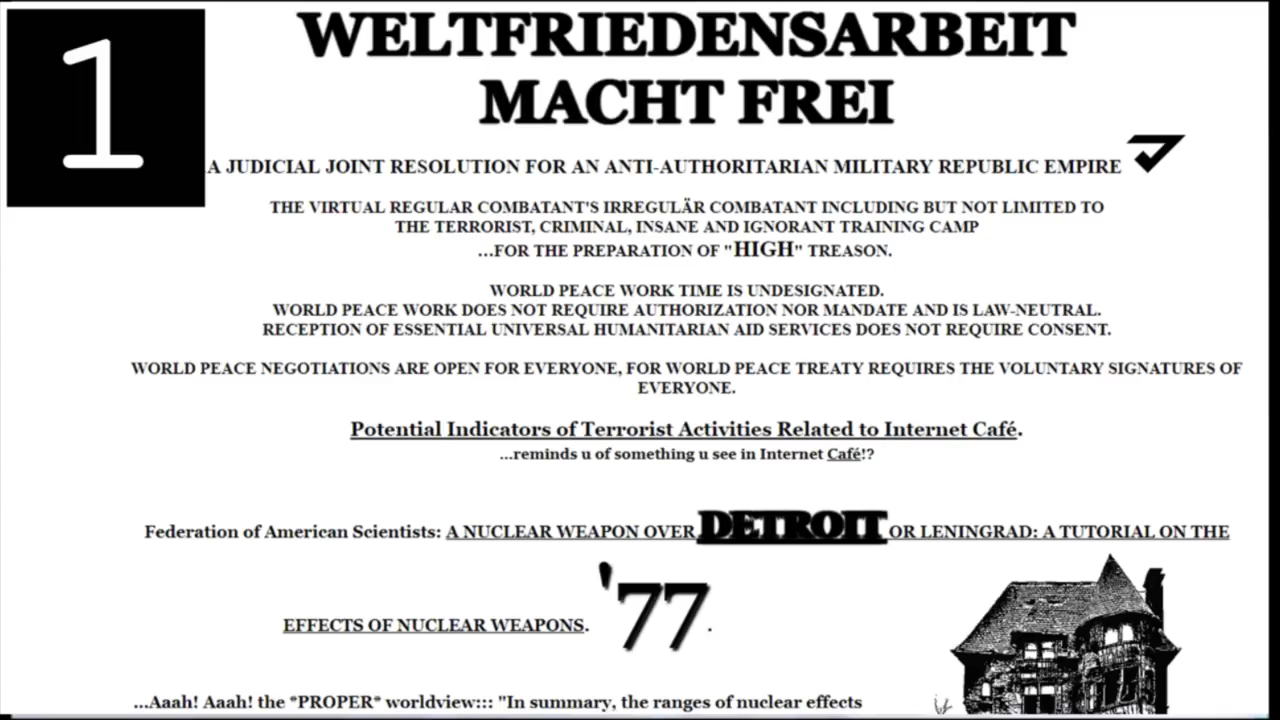 1
WELTFRIEDENSARBEIT
MACHT FREI
A JUDICIAL JOINT RESOLUTION FOR AN ANTI-AUTHORITARIAN MILITARY REPUBLIC EMPIRE
THE VIRTUAL REGULAR COMBATANT'S IRREGULÄR COMBATANT INCLUDING BUT NOT LIMITED TO
THE TERRORIST, CRIMINAL, INSANE AND IGNORANT TRAINING CAMP
...FOR THE PREPARATION OF "HIGH" TREASON.
WORLD PEACE WORK TIME IS UNDESIGNATED.
WORLD PEACE WORK DOES NOT REQUIRE AUTHORIZATION NOR MANDATE AND IS LAW-NEUTRAL.
RECEPTION OF ESSENTIAL UNIVERSAL HUMANITARIAN AID SERVICES DOES NOT REQUIRE CONSENT.
WORLD PEACE NEGOTIATIONS ARE OPEN FOR EVERYONE, FOR WORLD PEACE TREATY REQUIRES THE VOLUNTARY SIGNATURES OF
EVERYONE.
Potential Indicators of Terrorist Activities Related to Internet Café.
...reminds u of something u see in Internet Café!?
Federation of American Scientists: A NUCLEAR WEAPON OVER DETROIT OR LENINGRAD: A TUTORIAL ON THE
EFFECTS OF NUCLEAR WEAPONS. '77.
...Aaah! Aaah! the *PROPER* worldview::: "In summary, the ranges of nuclear effects